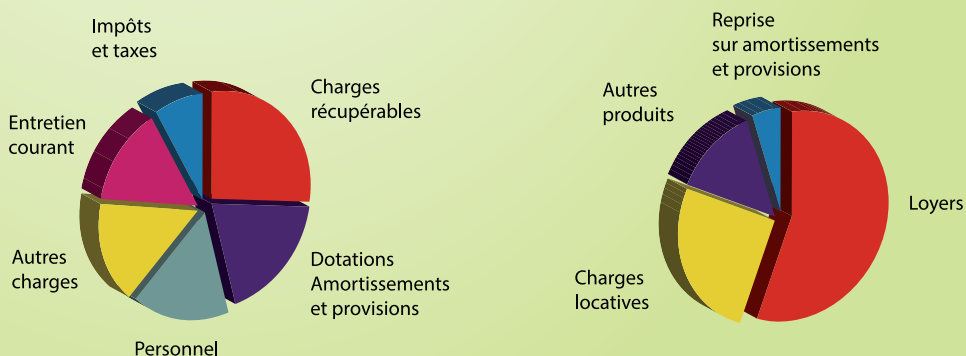 Impôts
et taxes
Charges
récupérables
Entretien
courant
Autres
charges
Dotations
Amortissements
et provisions
Personnel
Reprise
sur amortissements
et provisions
Autres
produits
Loyers
Charges
locatives